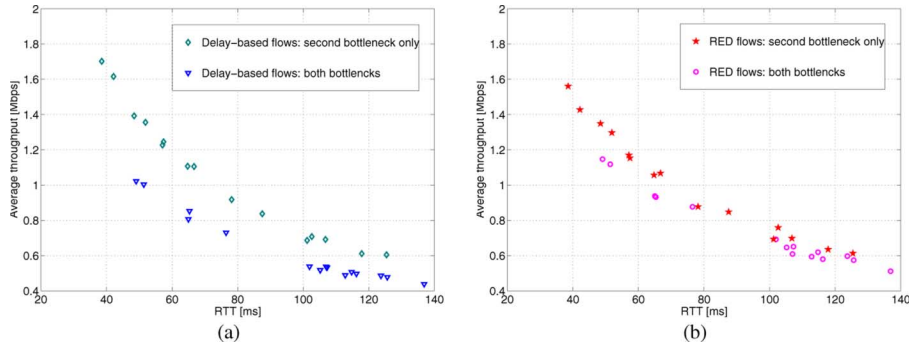 2
1.8
1.6
1.4
1.2
1
0.8
0.6
0.4
Average throughput [Mbps]
Delay-based flows: second bottleneck only
Delay-based flows: both bottlencks
20 40 60 80 100 120 140
RTT [ms]
(a)
2
1.8
1.6
1.4
1.2
1
0.8
0.6
0.4
Average throughput [Mbps]
RED flows: second bottleneck only
RED flows: both bottlencks
20 40 60 80 100 120 140
RTT [ms]
(b)